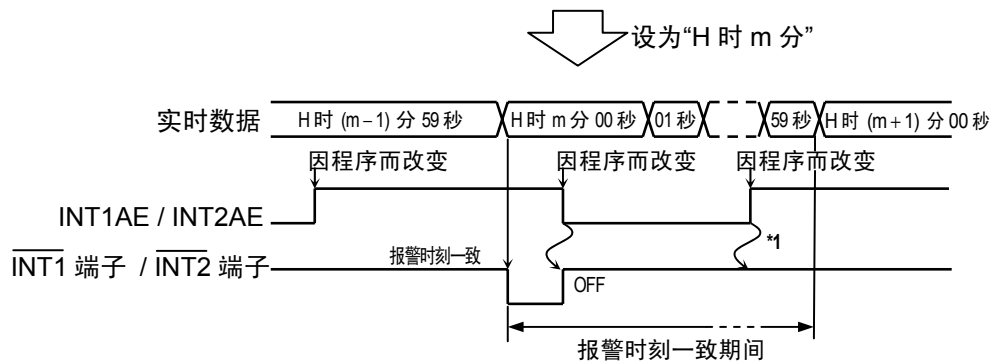 设为“H 时 m 分”
实时数据 H 时 (m − 1) 分 59 秒 H 时 m 分 00 秒 01 秒 59 秒 H 时 (m + 1) 分 00 秒
因程序而改变 因程序而改变 因程序而改变
INT1AE / INT2AE
*1
INT1 端子 / INT2 端子 报警时刻一致
OFF
报警时刻一致期间